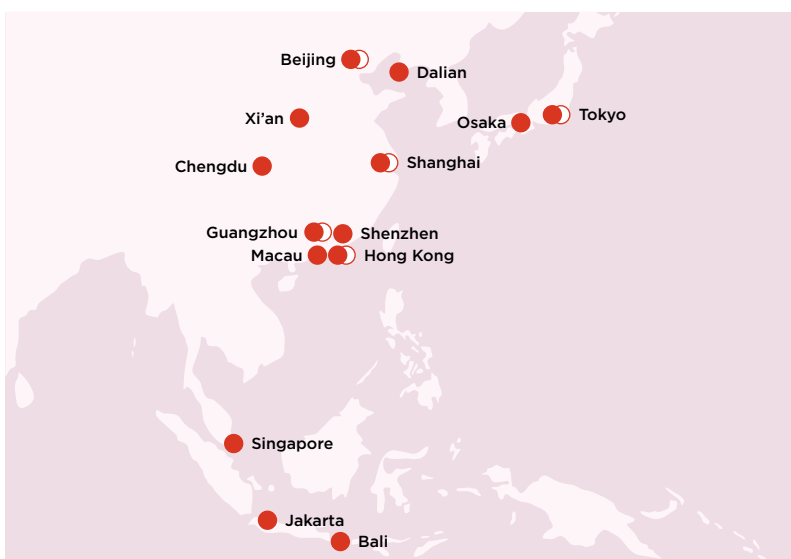 Beijing
Dalian
Xi'an
Osaka
Tokyo
Chengdu
Shanghai
Guangzhou
Shenzhen
Macau
Hong Kong
Singapore
Jakarta
Bali